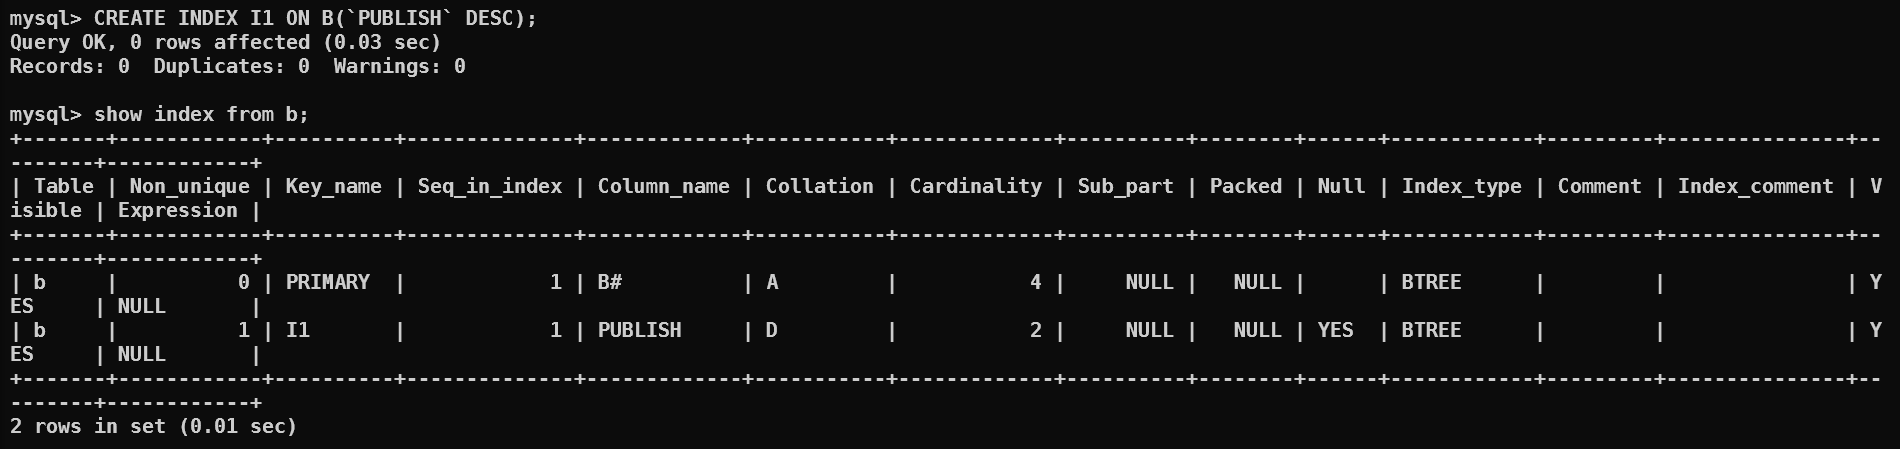 mysql> CREATE INDEX I1 ON B(`PUBLISH` DESC);
Query OK, 0 rows affected (0.03 sec)
Records: 0  Duplicates: 0  Warnings: 0

mysql> show index from b;
+-------+------------+----------+--------------+-------------+-----------+-------------+----------+--------+------+------------+---------+---------------+--
-------+------------+
| Table | Non_unique | Key_name | Seq_in_index | Column_name | Collation | Cardinality | Sub_part | Packed | Null | Index_type | Comment | Index_comment | V
isible | Expression |
+-------+------------+----------+--------------+-------------+-----------+-------------+----------+--------+------+------------+---------+---------------+--
-------+------------+
| b     |          0 | PRIMARY  |            1 | B#          | A         |           4 |     NULL |   NULL |      | BTREE      |         |               | Y
ES     | NULL       |
| b     |          1 | I1       |            1 | PUBLISH     | D         |           2 |     NULL |   NULL | YES  | BTREE      |         |               | Y
ES     | NULL       |
+-------+------------+----------+--------------+-------------+-----------+-------------+----------+--------+------+------------+---------+---------------+--
-------+------------+
2 rows in set (0.01 sec)